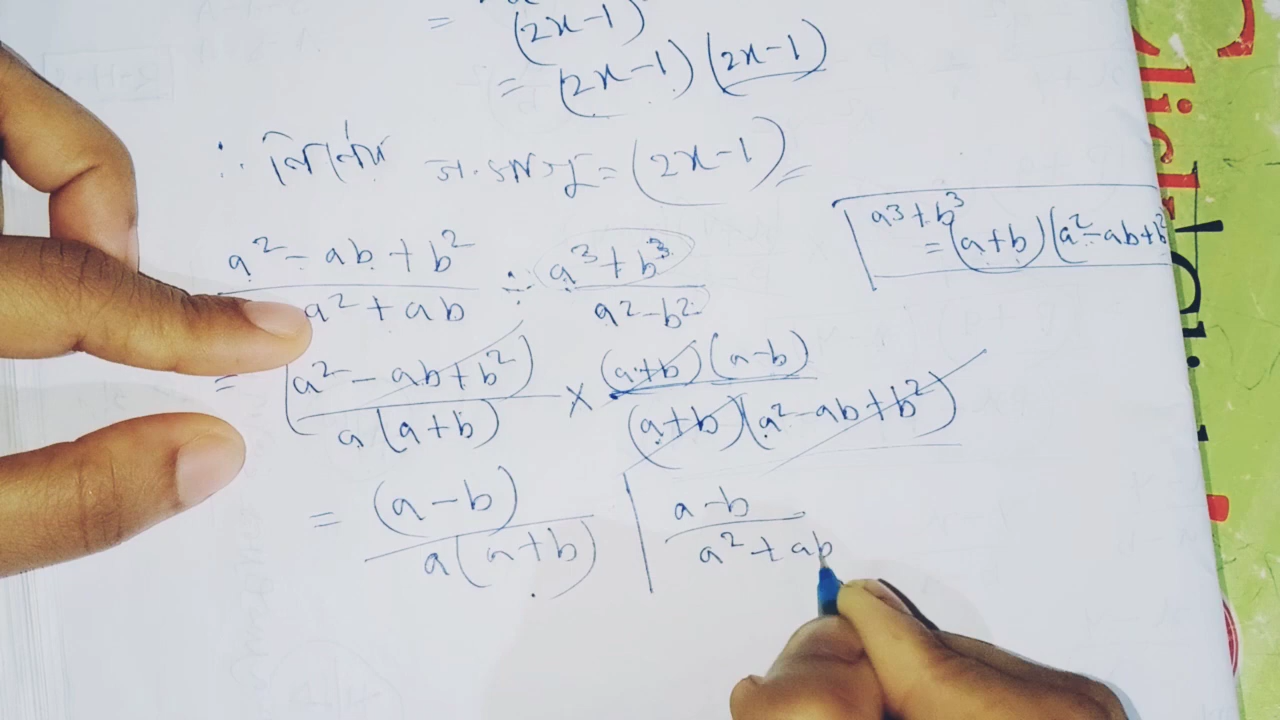 =
(2x-1)
= (2x-1) (2x-1)
∴ = (2x-1)
a³ + b³
= (a+b)(a²-ab+b²
a² - ab + b² / a² + ab ÷ a³ + b³ / a² - b²
= (a² - ab + b²) / a(a+b) × (a+b)(a-b) / (a+b)(a² - ab + b²)
= (a-b) / a(a+b) | a-b / a² + ab